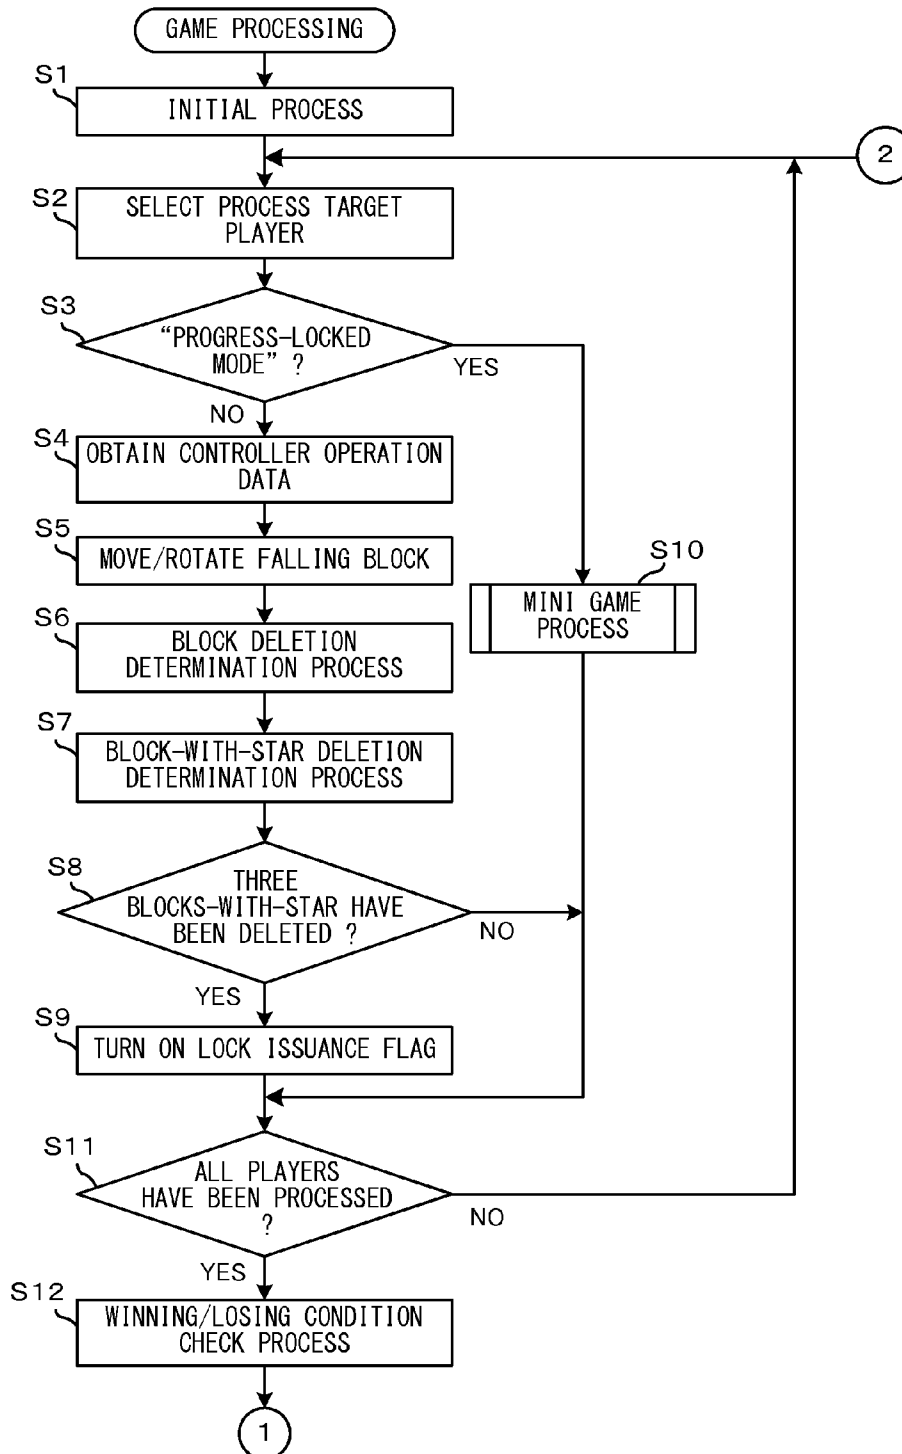 GAME PROCESSING
S1
INITIAL PROCESS
2
S2
SELECT PROCESS TARGET
PLAYER
S3
“PROGRESS-LOCKED
MODE” ?
YES
NO
S4
OBTAIN CONTROLLER OPERATION
DATA
S5
MOVE/ROTATE FALLING BLOCK
S10
MINI GAME
PROCESS
S6
BLOCK DELETION
DETERMINATION PROCESS
S7
BLOCK-WITH-STAR DELETION
DETERMINATION PROCESS
S8
THREE
BLOCKS-WITH-STAR HAVE
BEEN DELETED ?
NO
YES
S9
TURN ON LOCK ISSUANCE FLAG
S11
ALL PLAYERS
HAVE BEEN PROCESSED
?
NO
YES
S12
WINNING/LOSING CONDITION
CHECK PROCESS
1